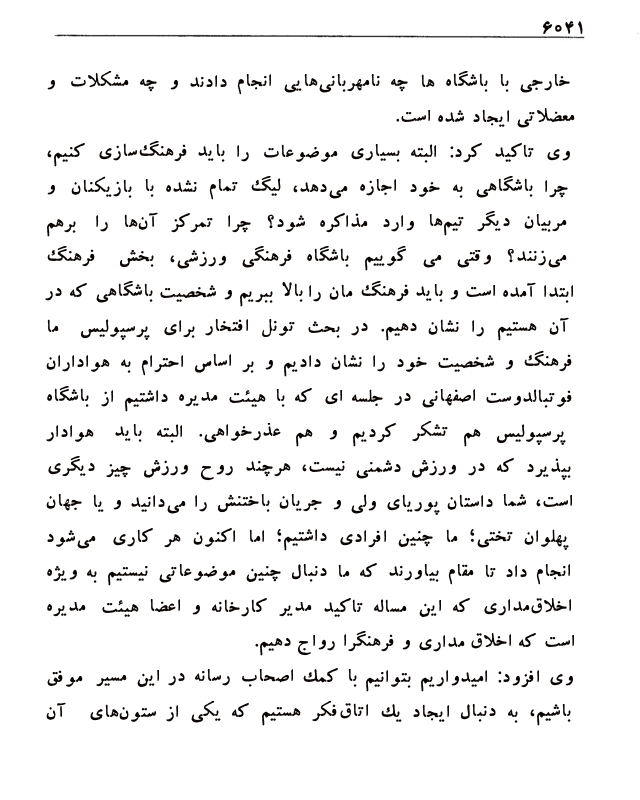 ۶۰۴۱
خارجی با باشگاه ها چه نامهربانی‌هایی انجام دادند و چه مشکلات و
معضلاتی ایجاد شده است.
وی تاکید کرد: البته بسیاری موضوعات را باید فرهنگ‌سازی کنیم،
چرا باشگاهی به خود اجازه می‌دهد، لیگ تمام نشده با بازیکنان و
مربیان دیگر تیم‌ها وارد مذاکره شود؟ چرا تمرکز آن‌ها را برهم
می‌زنند؟ وقتی می گوییم باشگاه فرهنگی ورزشی، بخش فرهنگ
ابتدا آمده است و باید فرهنگ مان را بالا ببریم و شخصیت باشگاهی که در
آن هستیم را نشان دهیم. در بحث تونل افتخار برای پرسپولیس ما
فرهنگ و شخصیت خود را نشان دادیم و بر اساس احترام به هواداران
فوتبالدوست اصفهانی در جلسه ای که با هیئت مدیره داشتیم از باشگاه
پرسپولیس هم تشکر کردیم و هم عذرخواهی. البته باید هوادار
بپذیرد که در ورزش دشمنی نیست، هرچند روح ورزش چیز دیگری
است، شما داستان پوریای ولی و جریان باختنش را می‌دانید و یا جهان
پهلوان تختی؛ ما چنین افرادی داشتیم؛ اما اکنون هر کاری می‌شود
انجام داد تا مقام بیاورند که ما دنبال چنین موضوعاتی نیستیم به ویژه
اخلاق‌مداری که این مساله تاکید مدیر کارخانه و اعضا هیئت مدیره
است که اخلاق مداری و فرهنگرا رواج دهیم.
وی افزود: امیدواریم بتوانیم با کمك اصحاب رسانه در این مسیر موفق
باشیم، به دنبال ایجاد یك اتاق‌فکر هستیم که یکی از ستون‌های آن